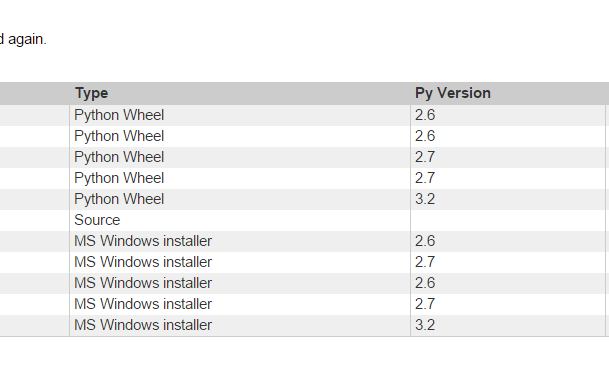 d again.
Type Py Version
Python Wheel 2.6
Python Wheel 2.6
Python Wheel 2.7
Python Wheel 2.7
Python Wheel 3.2
Source
MS Windows installer 2.6
MS Windows installer 2.7
MS Windows installer 2.6
MS Windows installer 2.7
MS Windows installer 3.2